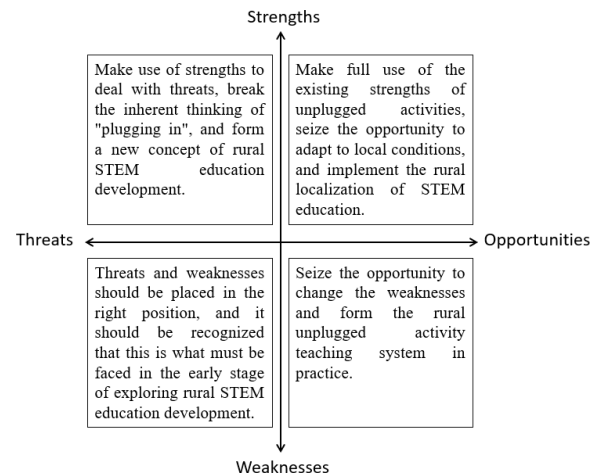 Strengths
Make use of strengths to
deal with threats, break
the inherent thinking of
"plugging in", and form
a new concept of rural
STEM education
development.
Make full use of the
existing strengths of
unplugged activities,
seize the opportunity to
adapt to local conditions,
and implement the rural
localization of STEM
education.
Threats
Opportunities
Threats and weaknesses
should be placed in the
right position, and it
should be recognized
that this is what must be
faced in the early stage
of exploring rural STEM
education development.
Seize the opportunity to
change the weaknesses
and form the rural
unplugged activity
teaching system in
practice.
Weaknesses